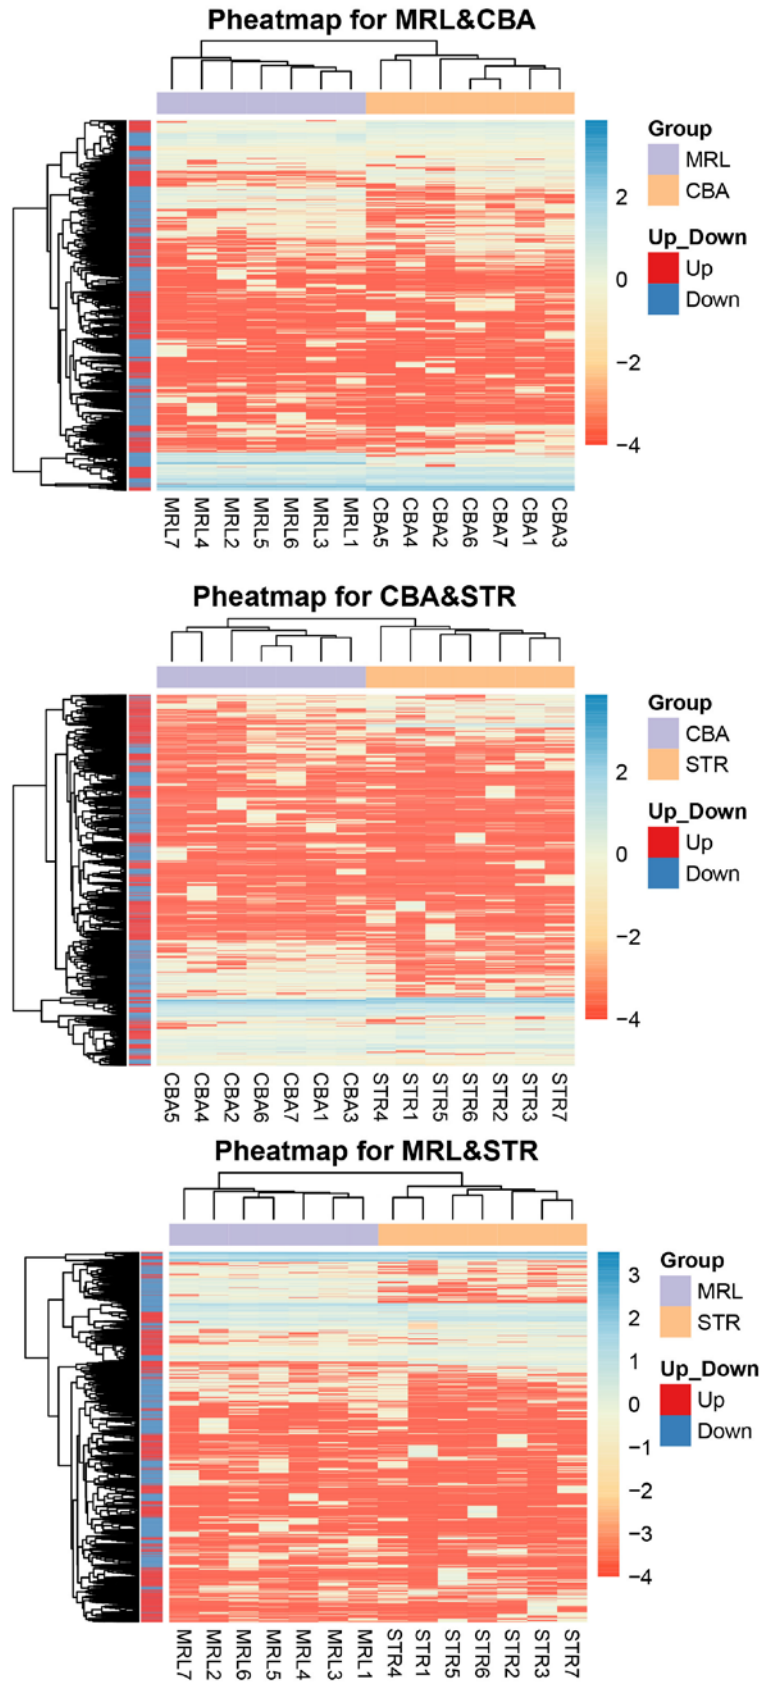 Pheatmap for MRL&CBA
Group
MRL
CBA
Up_Down
Up
Down
2
0
−2
−4
MRL7 MRL4 MRL2 MRL5 MRL6 MRL3 MRL1 CBA5 CBA4 CBA2 CBA6 CBA7 CBA1 CBA3
Pheatmap for CBA&STR
Group
CBA
STR
Up_Down
Up
Down
2
0
−2
−4
CBA5 CBA4 CBA2 CBA6 CBA7 CBA1 CBA3 STR4 STR1 STR5 STR6 STR2 STR3 STR7
Pheatmap for MRL&STR
Group
MRL
STR
Up_Down
Up
Down
3
2
1
0
−1
−2
−3
−4
MRL7 MRL2 MRL6 MRL5 MRL4 MRL3 MRL1 STR4 STR1 STR5 STR6 STR2 STR3 STR7